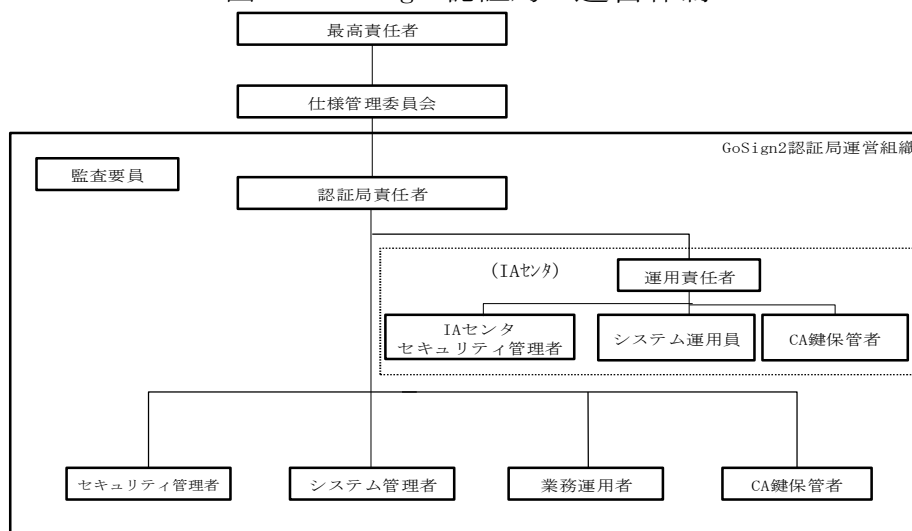 最高責任者
仕様管理委員会
GoSign2認証局運営組織
監査要員
認証局責任者
(IAセンタ)
運用責任者
IAセンタ
セキュリティ管理者
システム運用員
CA鍵保管者
セキュリティ管理者
システム管理者
業務運用者
CA鍵保管者